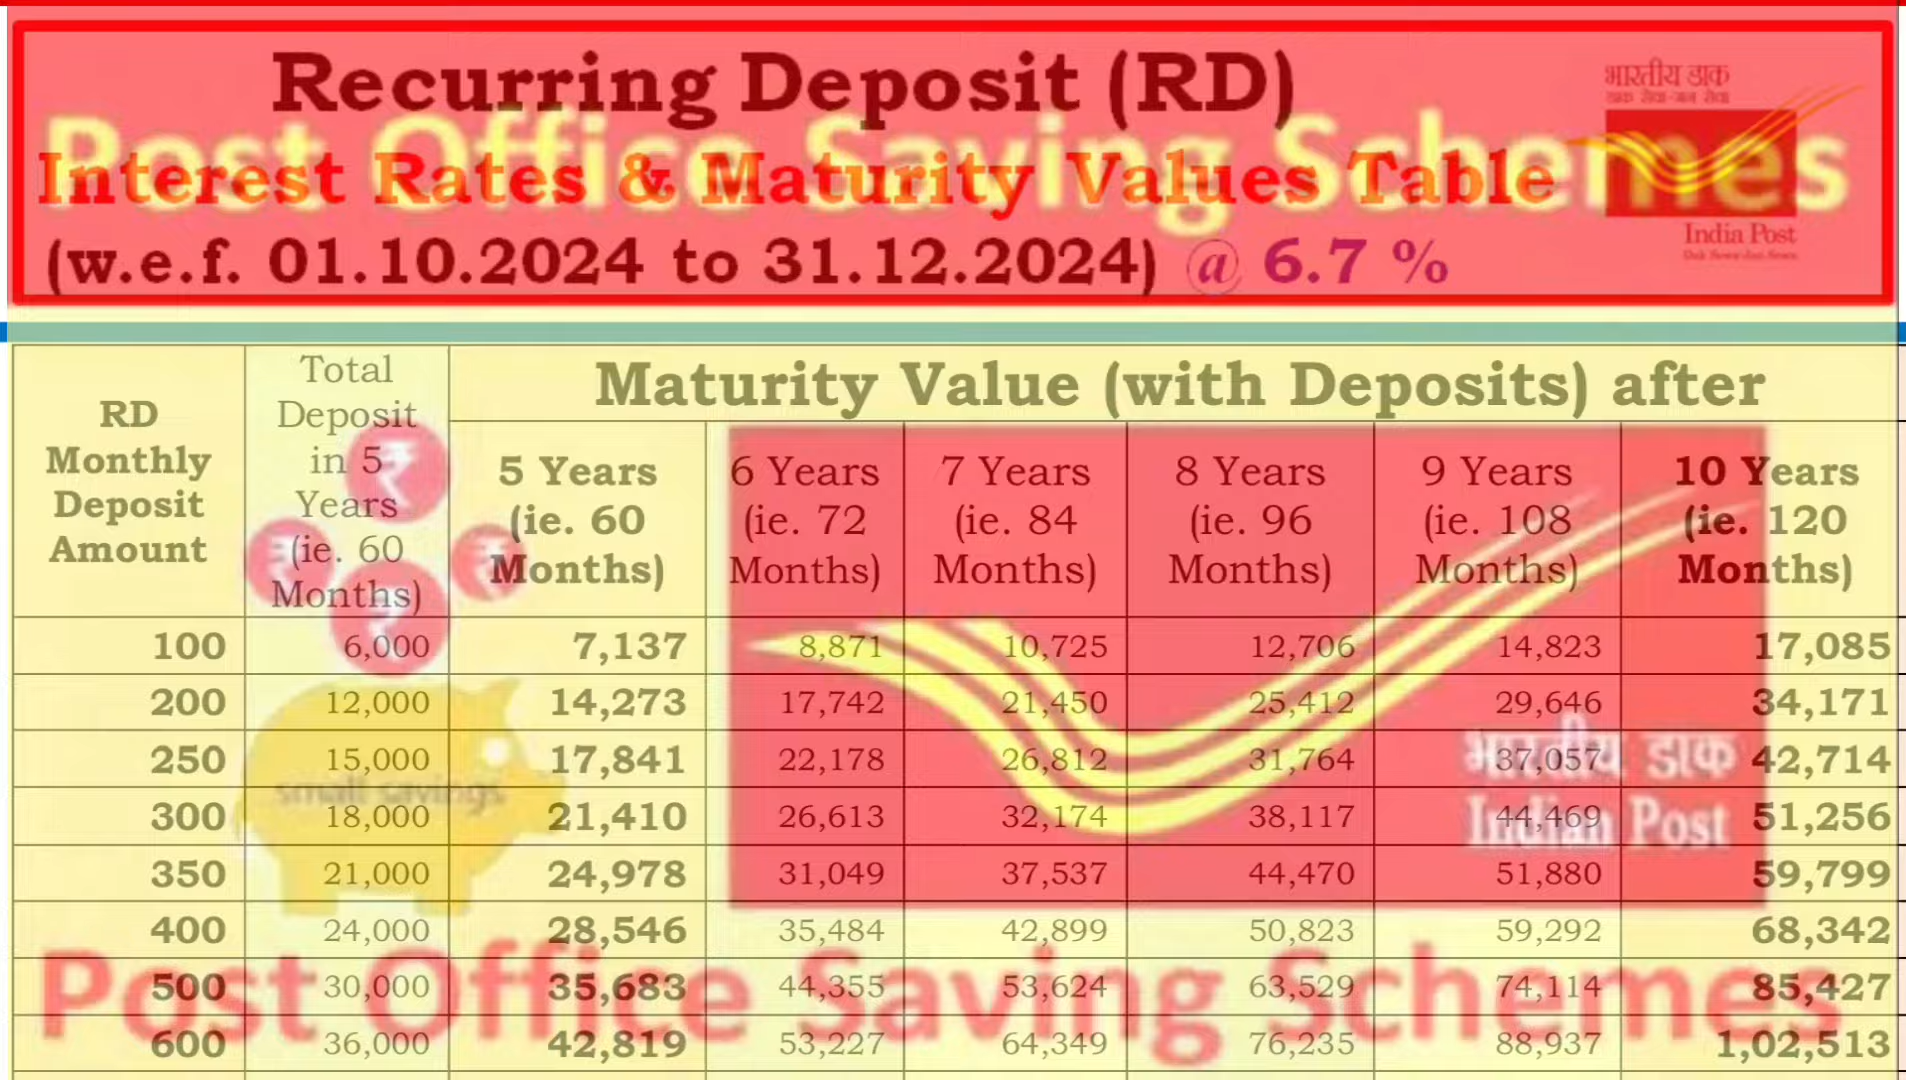 Recurring Deposit (RD)
Post Office Saving Schemes
Interest Rates & Maturity Values Table
(w.e.f. 01.10.2024 to 31.12.2024) @ 6.7 %
भारतीय डाक
डाक सेवा-जन सेवा
India Post
Dak Sewa-Jan Sewa
RD Monthly Deposit Amount
Total Deposit in 5 Years (ie. 60 Months)
Maturity Value (with Deposits) after
5 Years (ie. 60 Months)
6 Years (ie. 72 Months)
7 Years (ie. 84 Months)
8 Years (ie. 96 Months)
9 Years (ie. 108 Months)
10 Years (ie. 120 Months)
100 6,000 7,137 8,871 10,725 12,706 14,823 17,085
200 12,000 14,273 17,742 21,450 25,412 29,646 34,171
250 15,000 17,841 22,178 26,812 31,764 37,057 42,714
small savings
भारतीय डाक
300 18,000 21,410 26,613 32,174 38,117 44,469 51,256
Indian Post
350 21,000 24,978 31,049 37,537 44,470 51,880 59,799
400 24,000 28,546 35,484 42,899 50,823 59,292 68,342
Post Office Saving Schemes
500 30,000 35,683 44,355 53,624 63,529 74,114 85,427
600 36,000 42,819 53,227 64,349 76,235 88,937 1,02,513